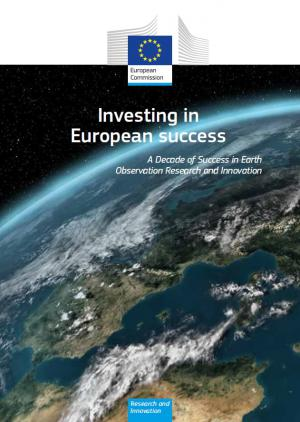 European
Commission
Investing in
European success
A Decade of Success in Earth
Observation Research and Innovation
Research and
Innovation